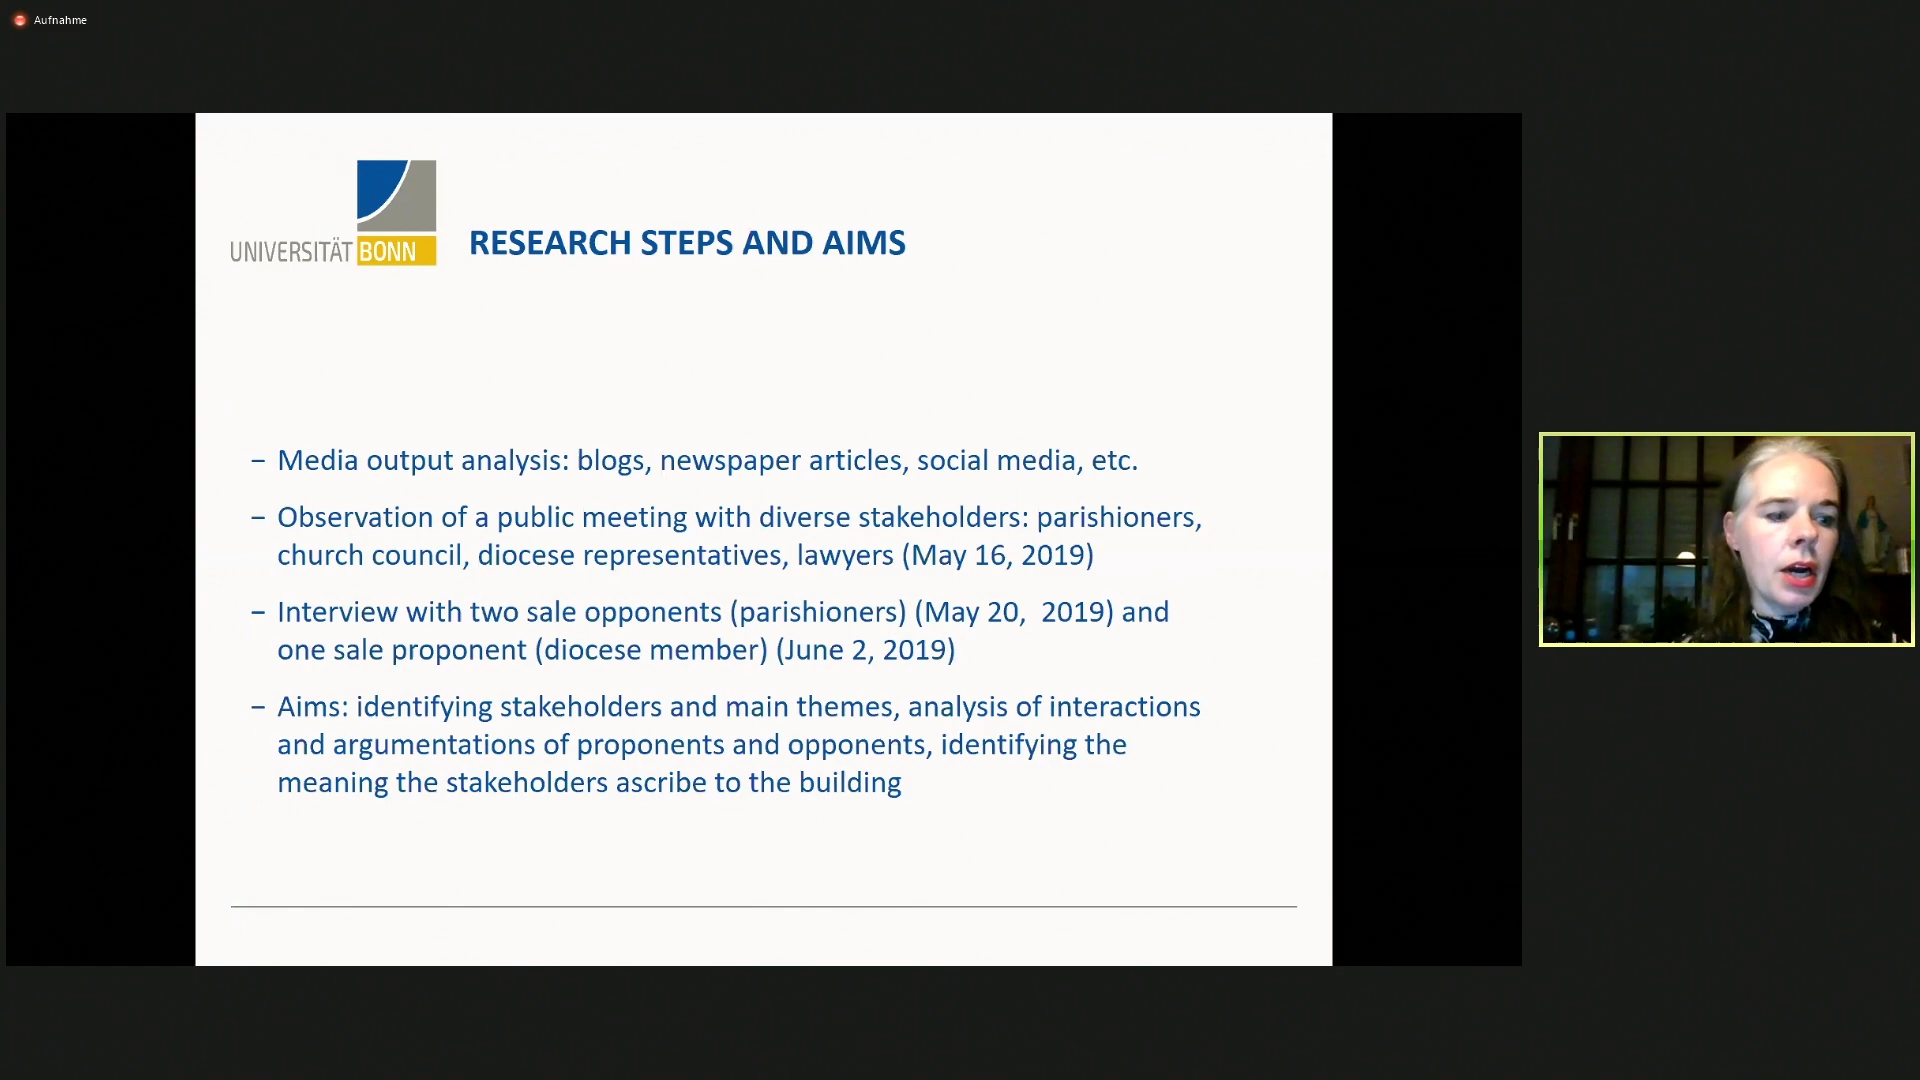 Aufnahme
UNIVERSITÄT BONN
RESEARCH STEPS AND AIMS
– Media output analysis: blogs, newspaper articles, social media, etc.
– Observation of a public meeting with diverse stakeholders: parishioners,
church council, diocese representatives, lawyers (May 16, 2019)
– Interview with two sale opponents (parishioners) (May 20,  2019) and
one sale proponent (diocese member) (June 2, 2019)
– Aims: identifying stakeholders and main themes, analysis of interactions
and argumentations of proponents and opponents, identifying the
meaning the stakeholders ascribe to the building